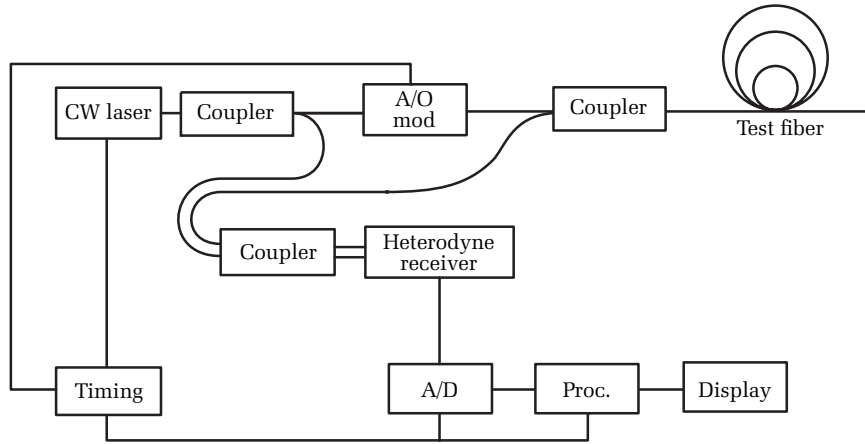 CW laser
Coupler
A/O
mod
Coupler
Test fiber
Coupler
Heterodyne
receiver
Timing
A/D
Proc.
Display